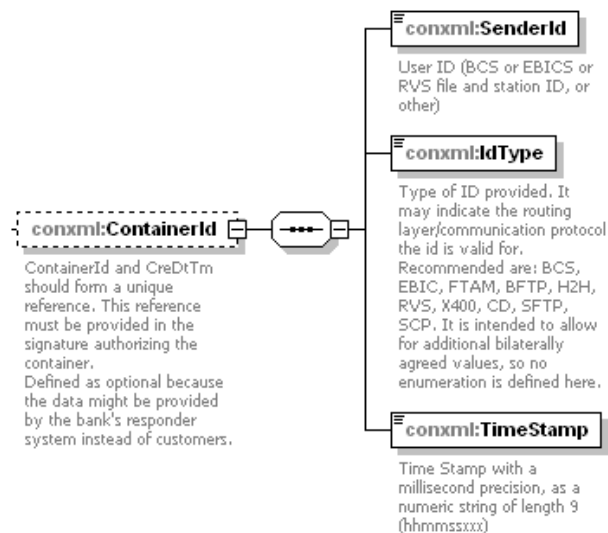 conxml:ContainerId
ContainerId and CreDtTm
should form a unique
reference. This reference
must be provided in the
signature authorizing the
container.
Defined as optional because
the data might be provided
by the bank's responder
system instead of customers.
conxml:SenderId
User ID (BCS or EBICS or
RVS file and station ID, or
other)
conxml:IdType
Type of ID provided. It
may indicate the routing
layer/communication protocol
the id is valid for.
Recommended are: BCS,
EBIC, FTAM, BFTP, H2H,
RVS, X400, CD, SFTP,
SCP. It is intended to allow
for additional bilaterally
agreed values, so no
enumeration is defined here.
conxml:TimeStamp
Time Stamp with a
millisecond precision, as a
numeric string of length 9
(hhmmssxxx)